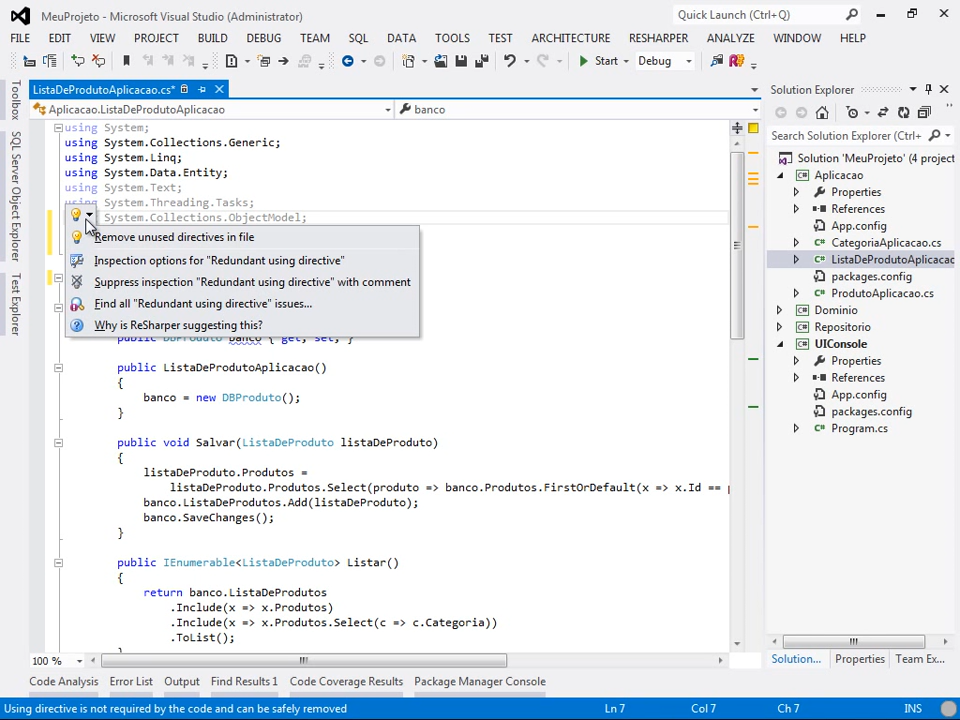 MeuProjeto - Microsoft Visual Studio (Administrator)
Quick Launch (Ctrl+Q)
FILE EDIT VIEW PROJECT BUILD DEBUG TEAM SQL DATA TOOLS TEST ARCHITECTURE RESHARPER ANALYZE WINDOW HELP
Start Debug
Toolbox
SQL Server Object Explorer
Test Explorer
ListaDeProdutoAplicacao.cs*
Aplicacao.ListaDeProdutoAplicacao
banco
using System;
using System.Collections.Generic;
using System.Linq;
using System.Data.Entity;
using System.Text;
using System.Threading.Tasks;
System.Collections.ObjectModel;
Remove unused directives in file
Inspection options for "Redundant using directive"
Suppress inspection "Redundant using directive" with comment
Find all "Redundant using directive" issues...
Why is ReSharper suggesting this?
public DBProduto banco { get; set; }
public ListaDeProdutoAplicacao()
{
banco = new DBProduto();
}
public void Salvar(ListaDeProduto listaDeProduto)
{
listaDeProduto.Produtos =
listaDeProduto.Produtos.Select(produto => banco.Produtos.FirstOrDefault(x => x.Id == p
banco.ListaDeProdutos.Add(listaDeProduto);
banco.SaveChanges();
}
public IEnumerable<ListaDeProduto> Listar()
{
return banco.ListaDeProdutos
.Include(x => x.Produtos)
.Include(x => x.Produtos.Select(c => c.Categoria))
.ToList();
100 %
Solution Explorer
Search Solution Explorer (Ctrl+
Solution 'MeuProjeto' (4 project
Aplicacao
Properties
References
App.config
CategoriaAplicacao.cs
ListaDeProdutoAplicacac
packages.config
ProdutoAplicacao.cs
Dominio
Repositorio
UIConsole
Properties
References
App.config
packages.config
Program.cs
Solution... Properties Team Ex...
Code Analysis Error List Output Find Results 1 Code Coverage Results Package Manager Console
Using directive is not required by the code and can be safely removed
Ln 7 Col 7 Ch 7 INS